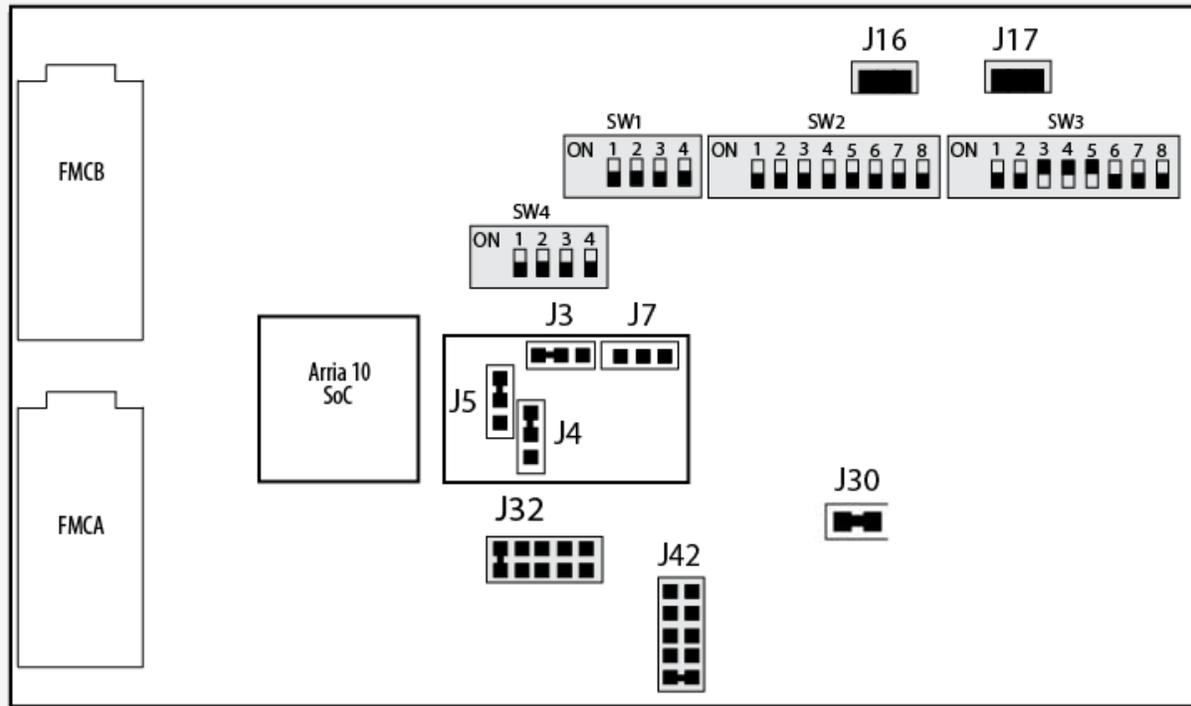 J16 J17
SW1 SW2 SW3
ON 1 2 3 4 ON 1 2 3 4 5 6 7 8 ON 1 2 3 4 5 6 7 8
FMCB
SW4
ON 1 2 3 4
J3 J7
Arria 10
SoC
J5
J4
J30
J32
FMCA
J42